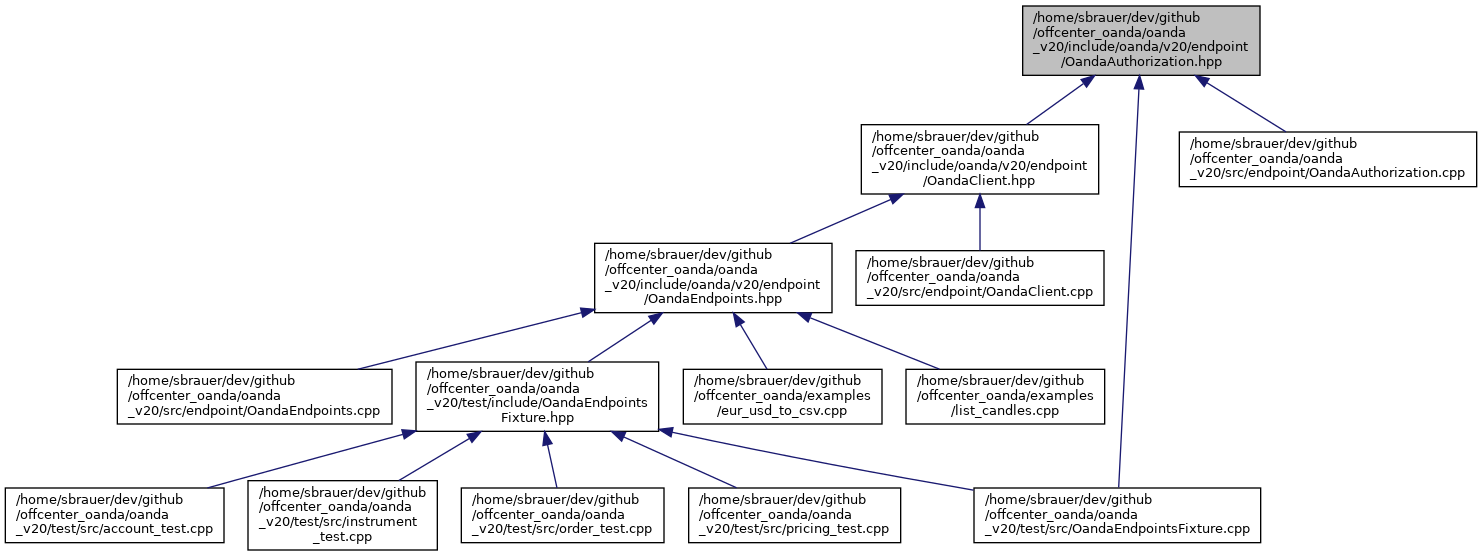 /home/sbrauer/dev/github
/offcenter_oanda/oanda
_v20/include/oanda/v20/endpoint
/OandaAuthorization.hpp
/home/sbrauer/dev/github
/offcenter_oanda/oanda
_v20/include/oanda/v20/endpoint
/OandaClient.hpp
/home/sbrauer/dev/github
/offcenter_oanda/oanda
_v20/src/endpoint/OandaAuthorization.cpp
/home/sbrauer/dev/github
/offcenter_oanda/oanda
_v20/include/oanda/v20/endpoint
/OandaEndpoints.hpp
/home/sbrauer/dev/github
/offcenter_oanda/oanda
_v20/src/endpoint/OandaClient.cpp
/home/sbrauer/dev/github
/offcenter_oanda/oanda
_v20/src/endpoint/OandaEndpoints.cpp
/home/sbrauer/dev/github
/offcenter_oanda/oanda
_v20/test/include/OandaEndpoints
Fixture.hpp
/home/sbrauer/dev/github
/offcenter_oanda/examples
/eur_usd_to_csv.cpp
/home/sbrauer/dev/github
/offcenter_oanda/examples
/list_candles.cpp
/home/sbrauer/dev/github
/offcenter_oanda/oanda
_v20/test/src/account_test.cpp
/home/sbrauer/dev/github
/offcenter_oanda/oanda
_v20/test/src/instrument
_test.cpp
/home/sbrauer/dev/github
/offcenter_oanda/oanda
_v20/test/src/order_test.cpp
/home/sbrauer/dev/github
/offcenter_oanda/oanda
_v20/test/src/pricing_test.cpp
/home/sbrauer/dev/github
/offcenter_oanda/oanda
_v20/test/src/OandaEndpointsFixture.cpp